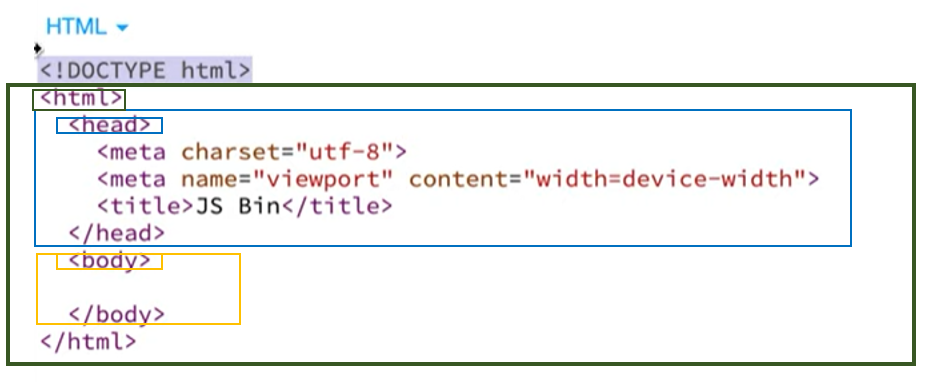 HTML
<!DOCTYPE html>
<html>
<head>
<meta charset="utf-8">
<meta name="viewport" content="width=device-width">
<title>JS Bin</title>
</head>
<body>
</body>
</html>